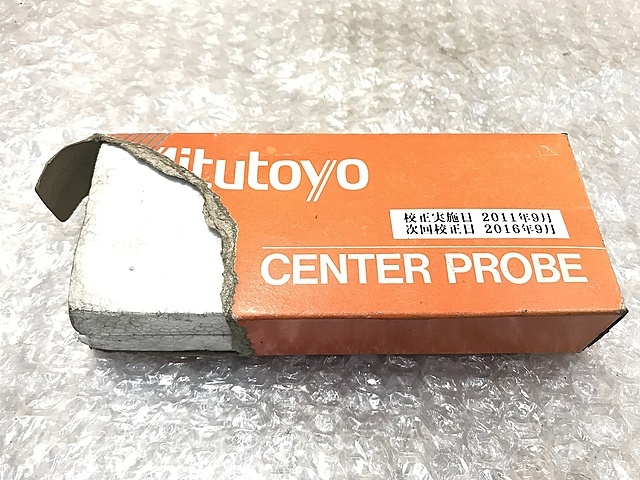 Mitutoyo
校正実施日 2011年9月
次回校正日 2016年9月
CENTER PROBE